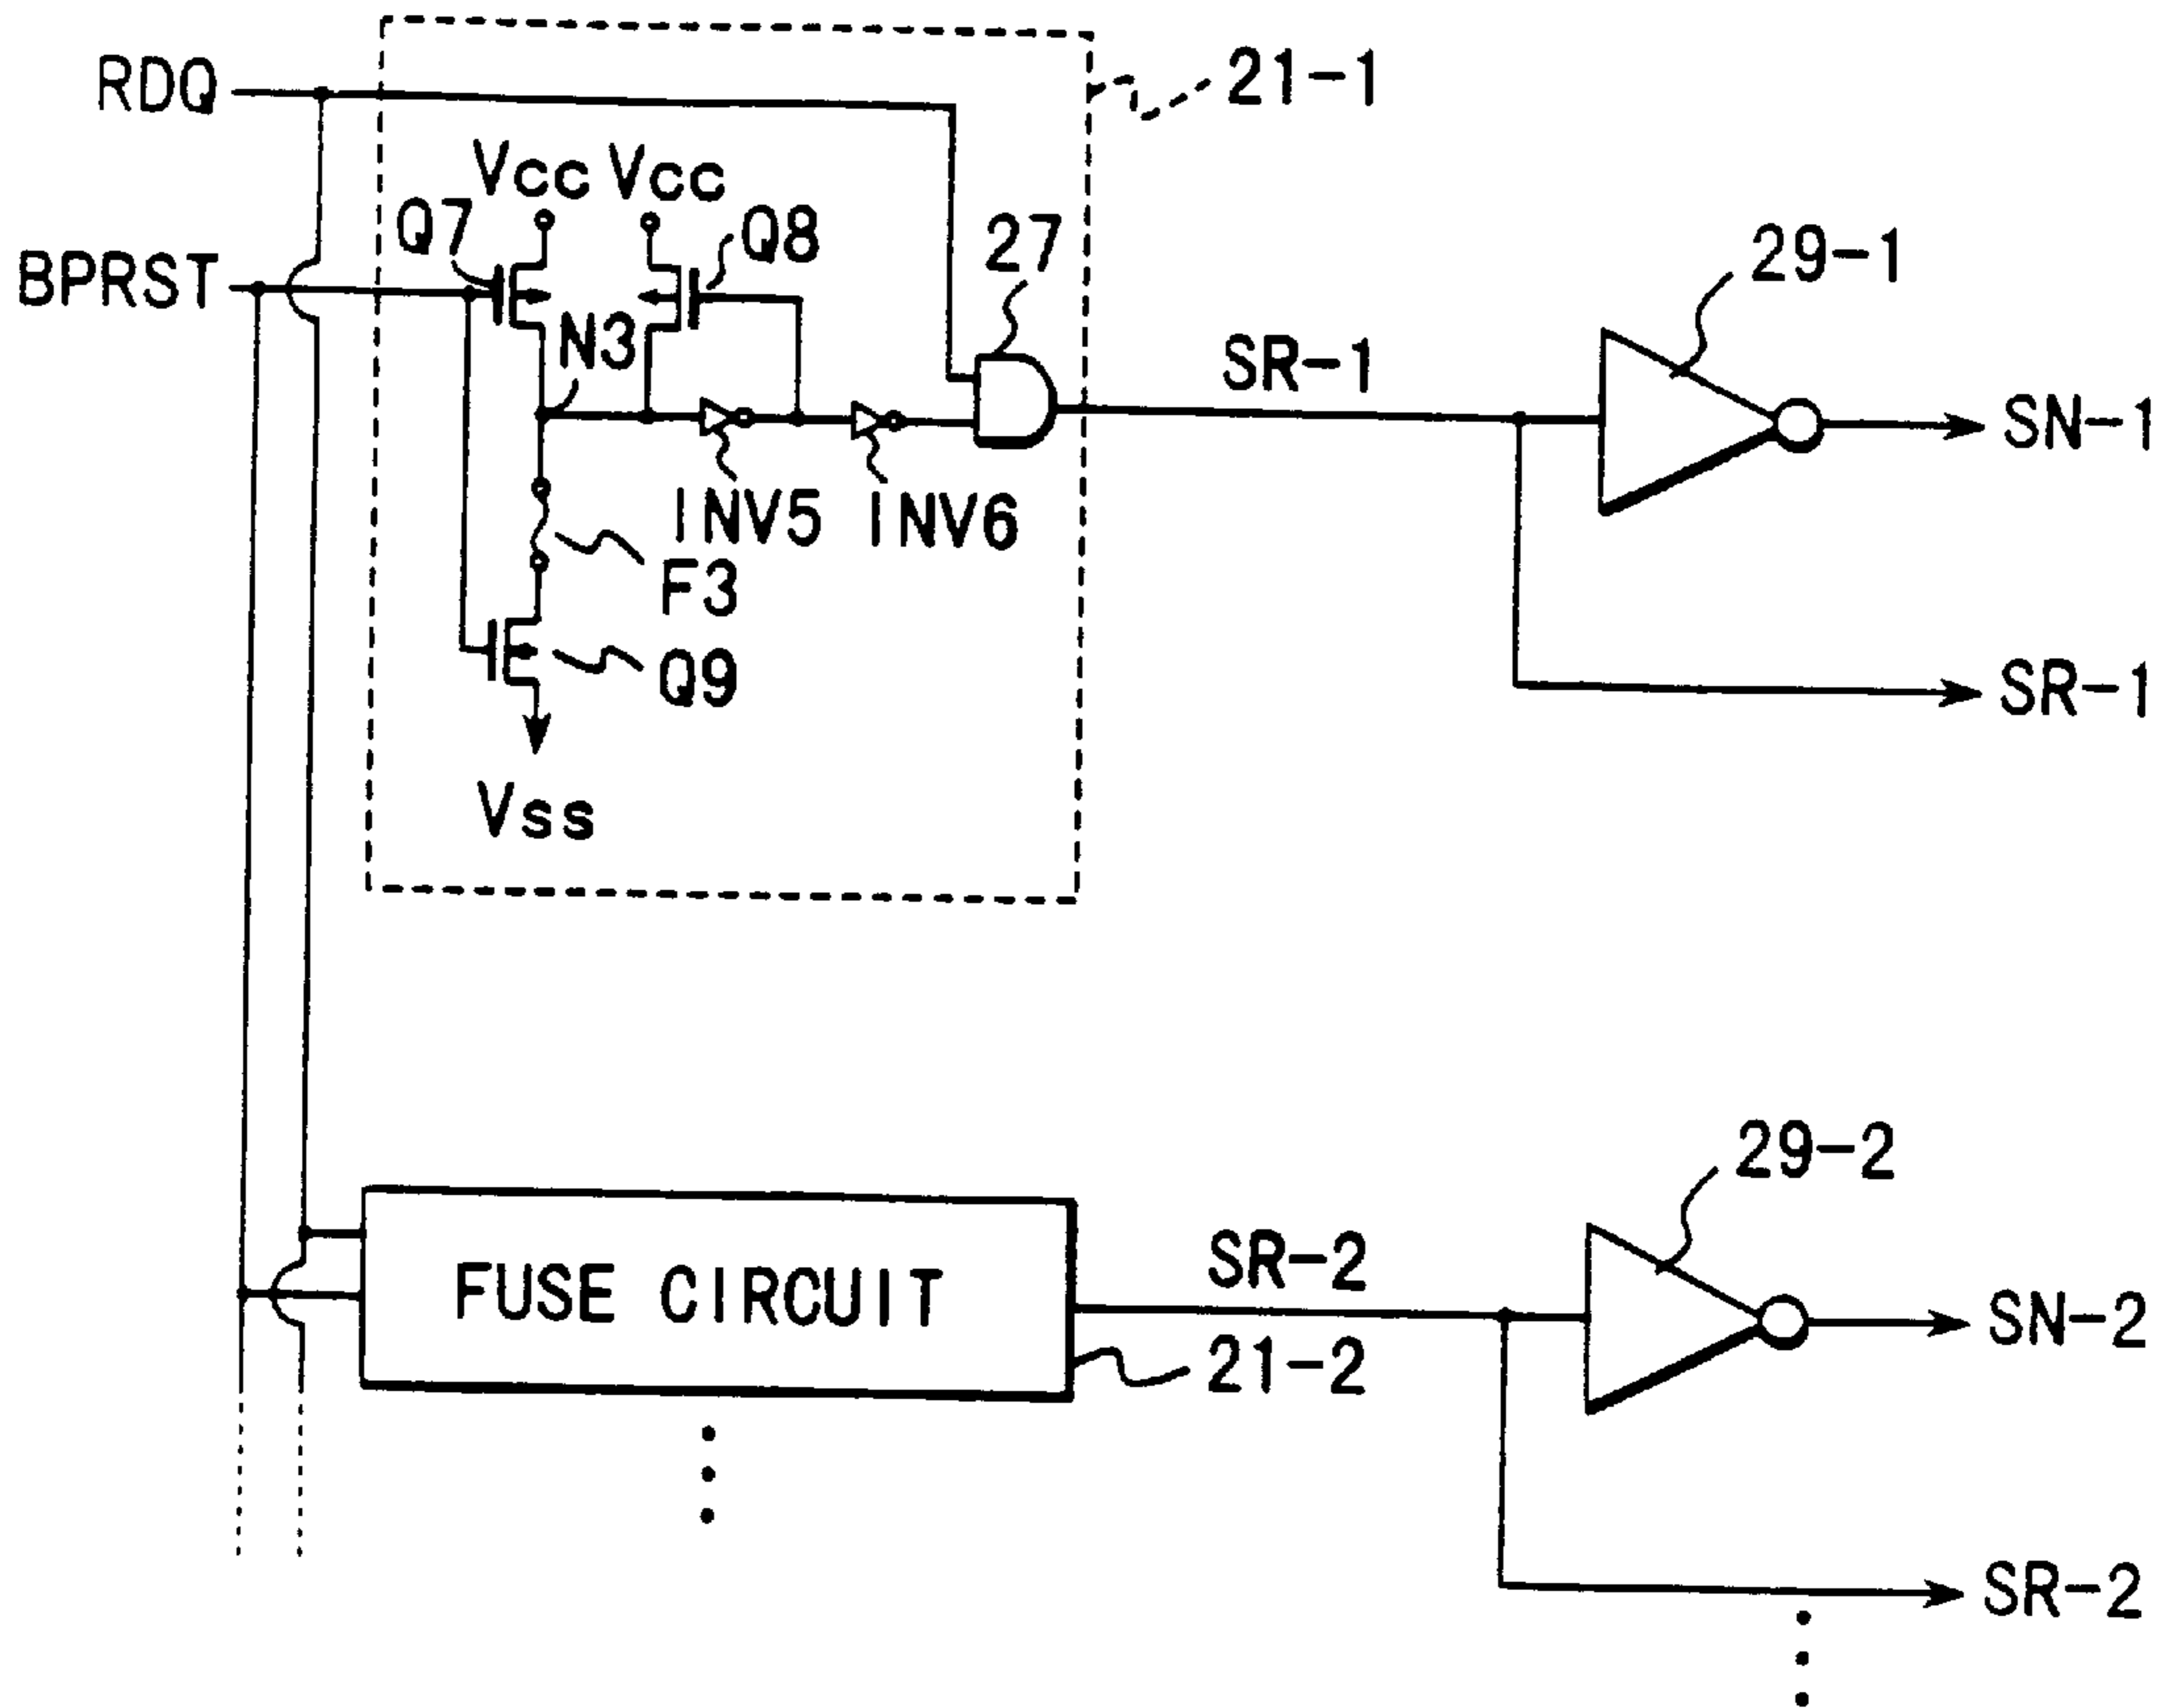 RDQ
21-1
Vcc Vcc
Q7
Q8
27
29-1
BPRST
N3
SR-1
SN-1
INV5 INV6
F3
Q9
SR-1
Vss
29-2
FUSE CIRCUIT
SR-2
SN-2
21-2
SR-2